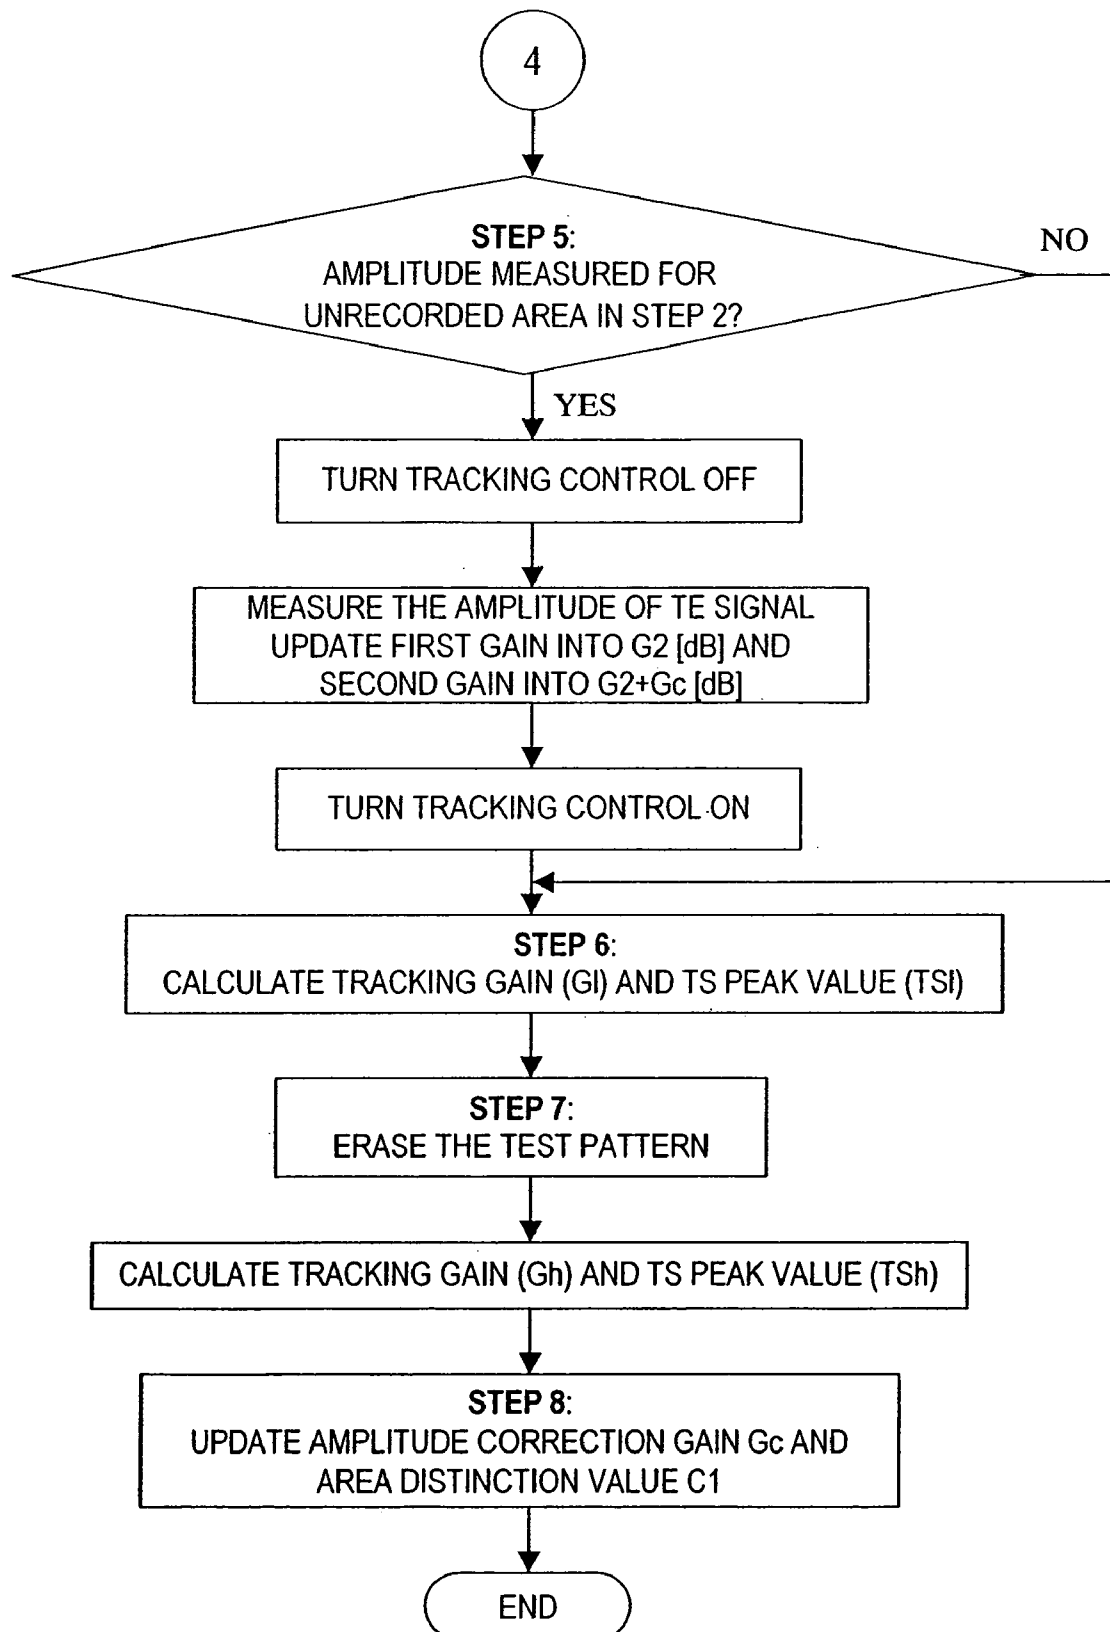 4
STEP 5:
AMPLITUDE MEASURED FOR
UNRECORDED AREA IN STEP 2?
NO
YES
TURN TRACKING CONTROL OFF
MEASURE THE AMPLITUDE OF TE SIGNAL
UPDATE FIRST GAIN INTO G2 [dB] AND
SECOND GAIN INTO G2+Gc [dB]
TURN TRACKING CONTROL ON
STEP 6:
CALCULATE TRACKING GAIN (Gl) AND TS PEAK VALUE (TSl)
STEP 7:
ERASE THE TEST PATTERN
CALCULATE TRACKING GAIN (Gh) AND TS PEAK VALUE (TSh)
STEP 8:
UPDATE AMPLITUDE CORRECTION GAIN Gc AND
AREA DISTINCTION VALUE C1
END